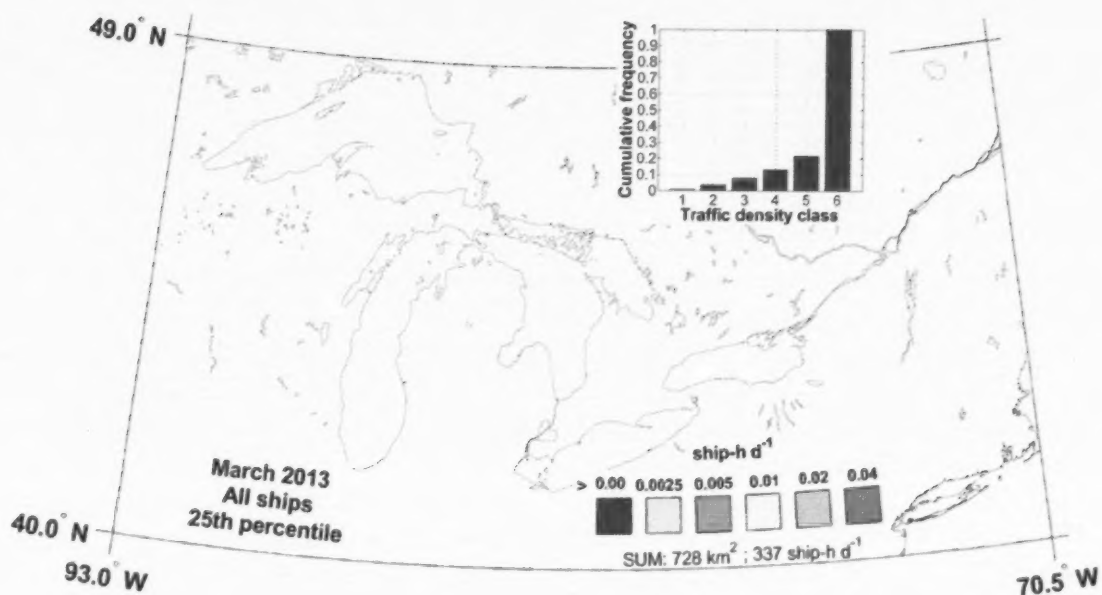 49.0° N
1
0.9
0.8
0.7
0.6
0.5
0.4
0.3
0.2
0.1
0
Cumulative frequency
1 2 3 4 5 6
Traffic density class
March 2013
All ships
25th percentile
ship-h d⁻¹
> 0.00 0.0025 0.005 0.01 0.02 0.04
SUM: 728 km² ; 337 ship-h d⁻¹
40.0° N
93.0° W
70.5° W